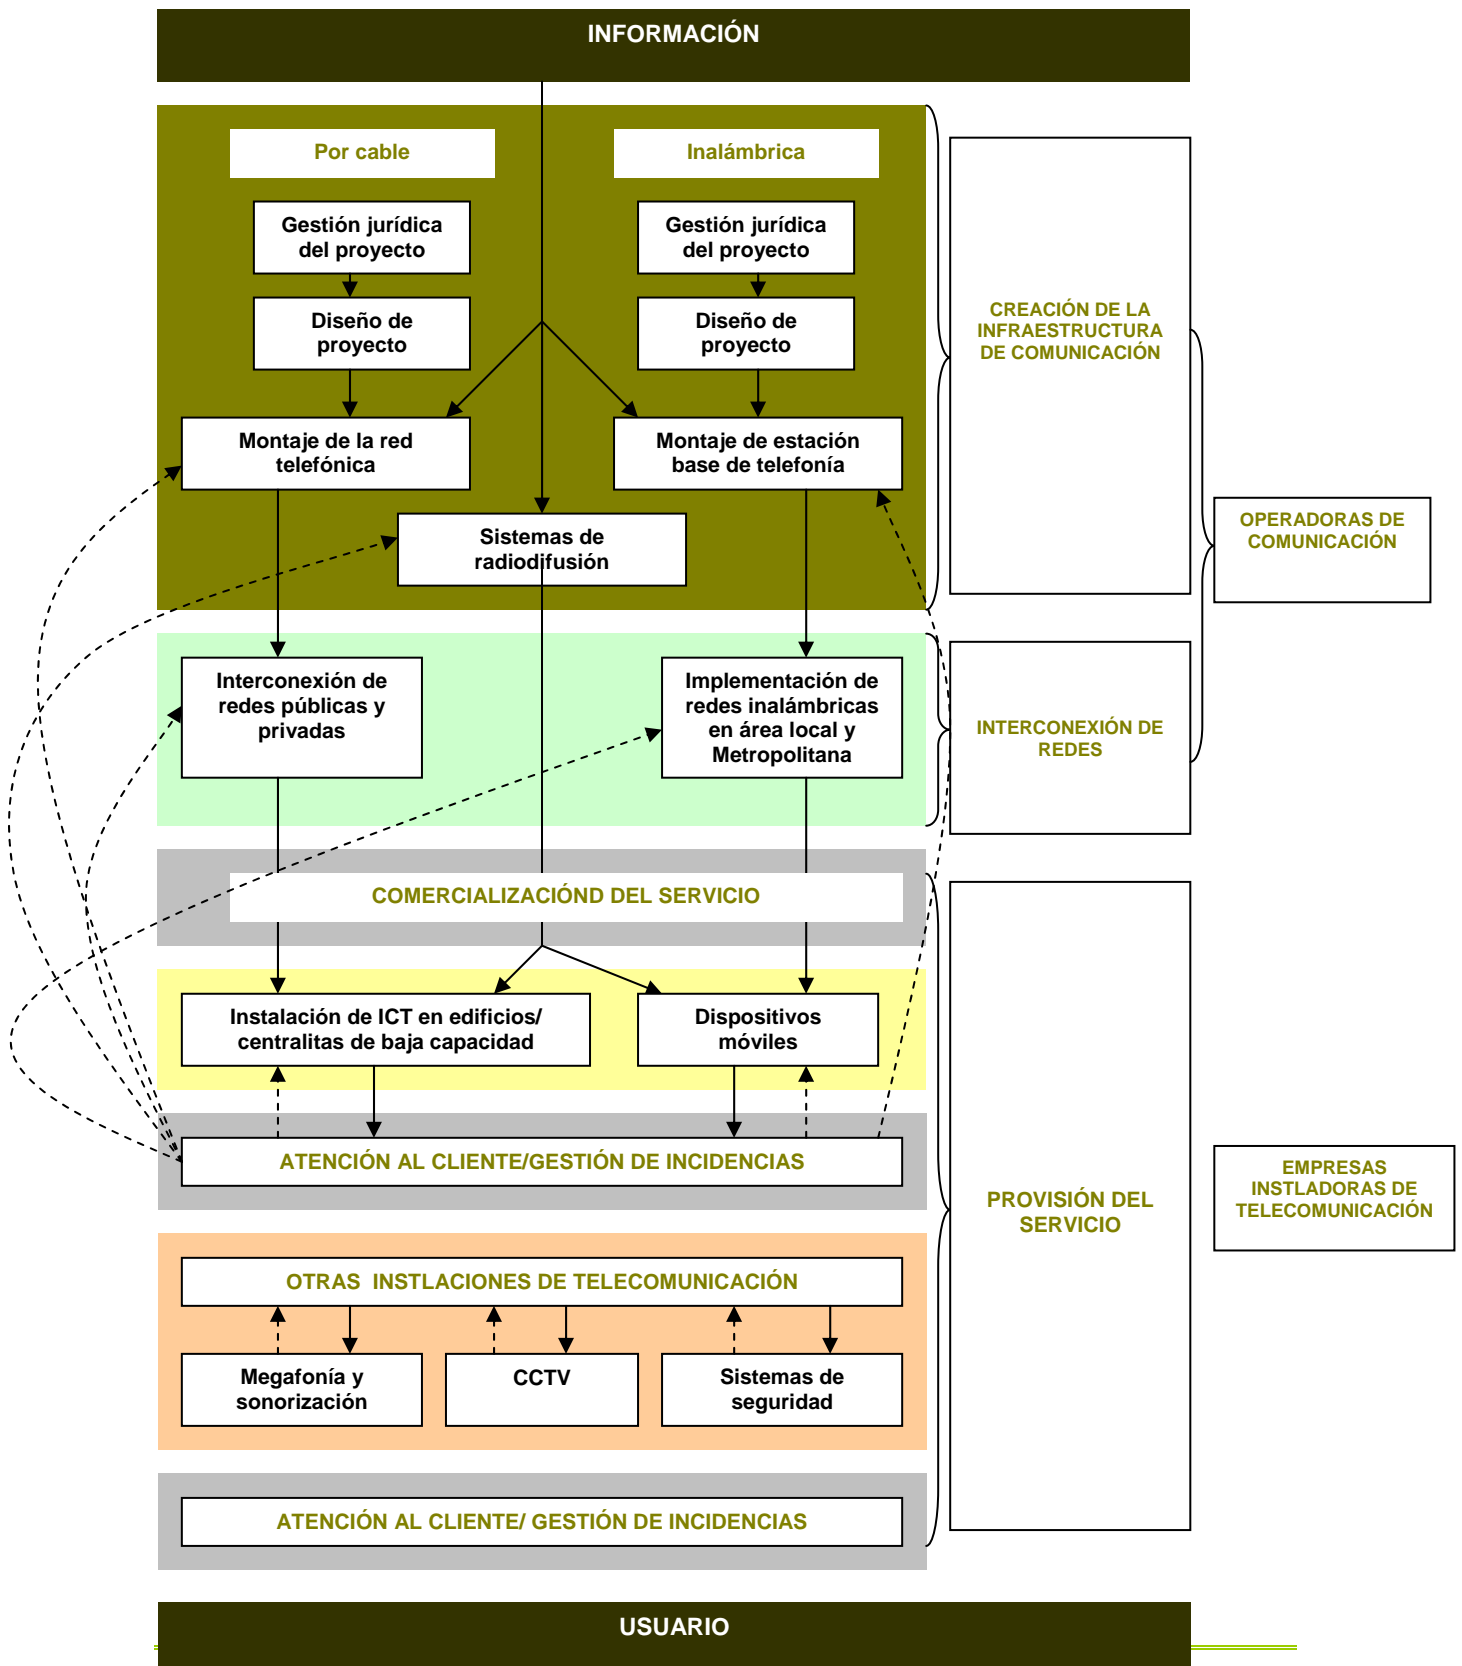 INFORMACIÓN
Por cable
Inalámbrica
Gestión jurídica
del proyecto
Gestión jurídica
del proyecto
Diseño de
proyecto
Diseño de
proyecto
CREACIÓN DE LA
INFRAESTRUCTURA
DE COMUNICACIÓN
Montaje de la red
telefónica
Montaje de estación
base de telefonía
Sistemas de
radiodifusión
OPERADORAS DE
COMUNICACIÓN
Interconexión de
redes públicas y
privadas
Implementación de
redes inalámbricas
en área local y
Metropolitana
INTERCONEXIÓN DE
REDES
COMERCIALIZACIÓND DEL SERVICIO
Instalación de ICT en edificios/
centralitas de baja capacidad
Dispositivos
móviles
ATENCIÓN AL CLIENTE/GESTIÓN DE INCIDENCIAS
PROVISIÓN DEL
SERVICIO
EMPRESAS
INSTLADORAS DE
TELECOMUNICACIÓN
OTRAS  INSTLACIONES DE TELECOMUNICACIÓN
Megafonía y
sonorización
CCTV
Sistemas de
seguridad
ATENCIÓN AL CLIENTE/ GESTIÓN DE INCIDENCIAS
USUARIO